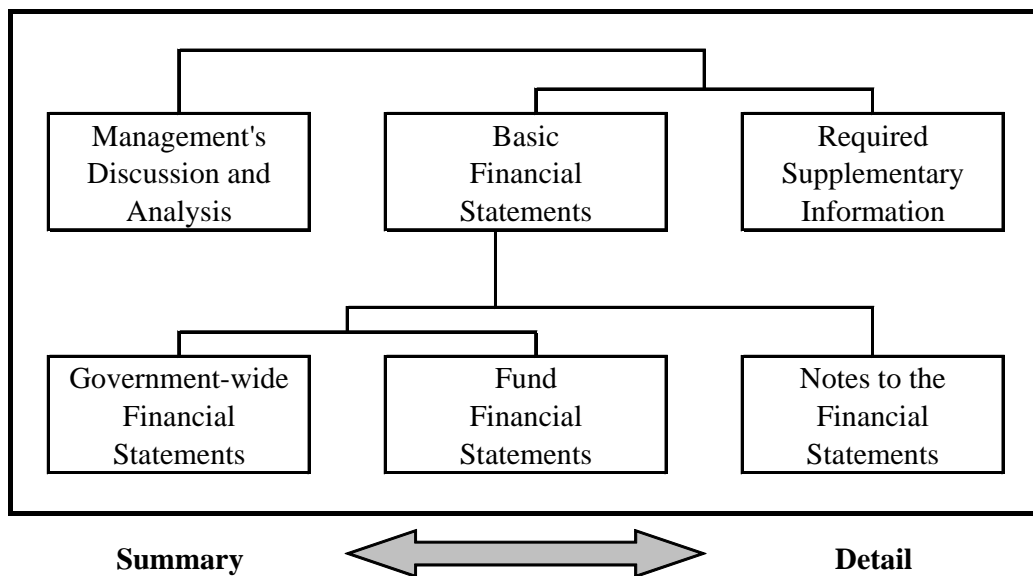 Management's
Discussion and
Analysis
Basic
Financial
Statements
Required
Supplementary
Information
Government-wide
Financial
Statements
Fund
Financial
Statements
Notes to the
Financial
Statements
Summary
Detail